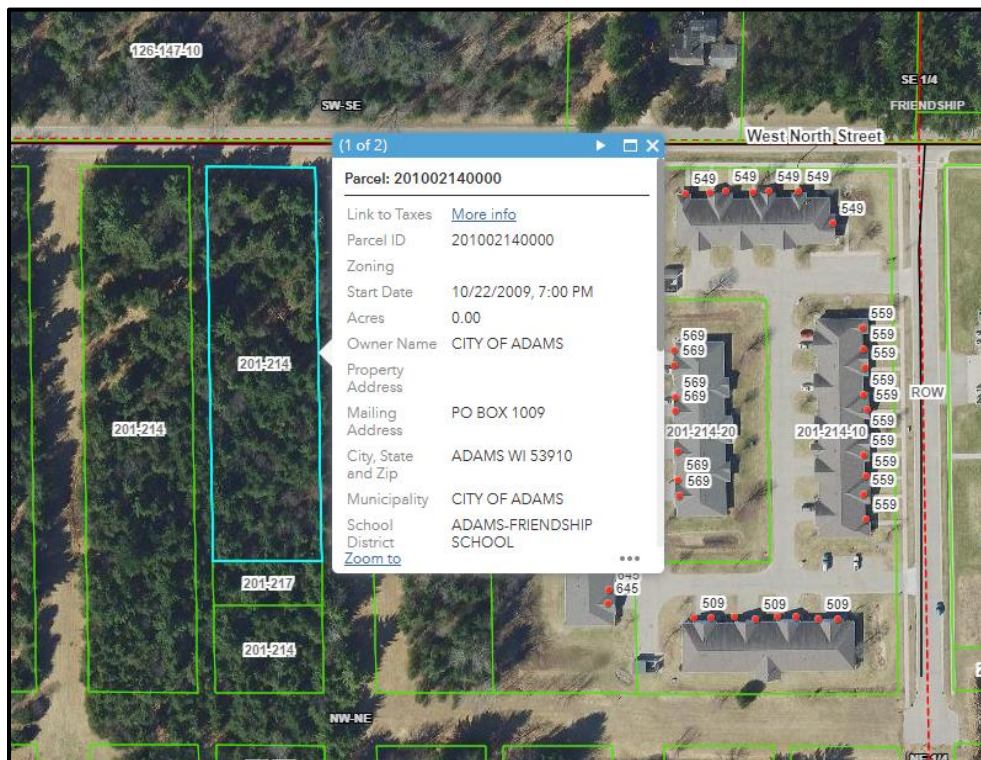 126-147-10
SW-SE
SE 1/4
FRIENDSHIP
West North Street
(1 of 2)
Parcel: 201002140000
Link to Taxes More info
Parcel ID 201002140000
Zoning
Start Date 10/22/2009, 7:00 PM
Acres 0.00
Owner Name CITY OF ADAMS
Property
Address
Mailing PO BOX 1009
Address
City, State ADAMS WI 53910
and Zip
Municipality CITY OF ADAMS
School ADAMS-FRIENDSHIP
District SCHOOL
Zoom to
549 549 549 549
549
201-214
201-214
201-217
201-214
569
569
569
569
201-214-20
569
569
559
559
559
559
559
201-214-10
559
559
559
559
ROW
645
645
509 509 509
NW-NE
NE 1/4